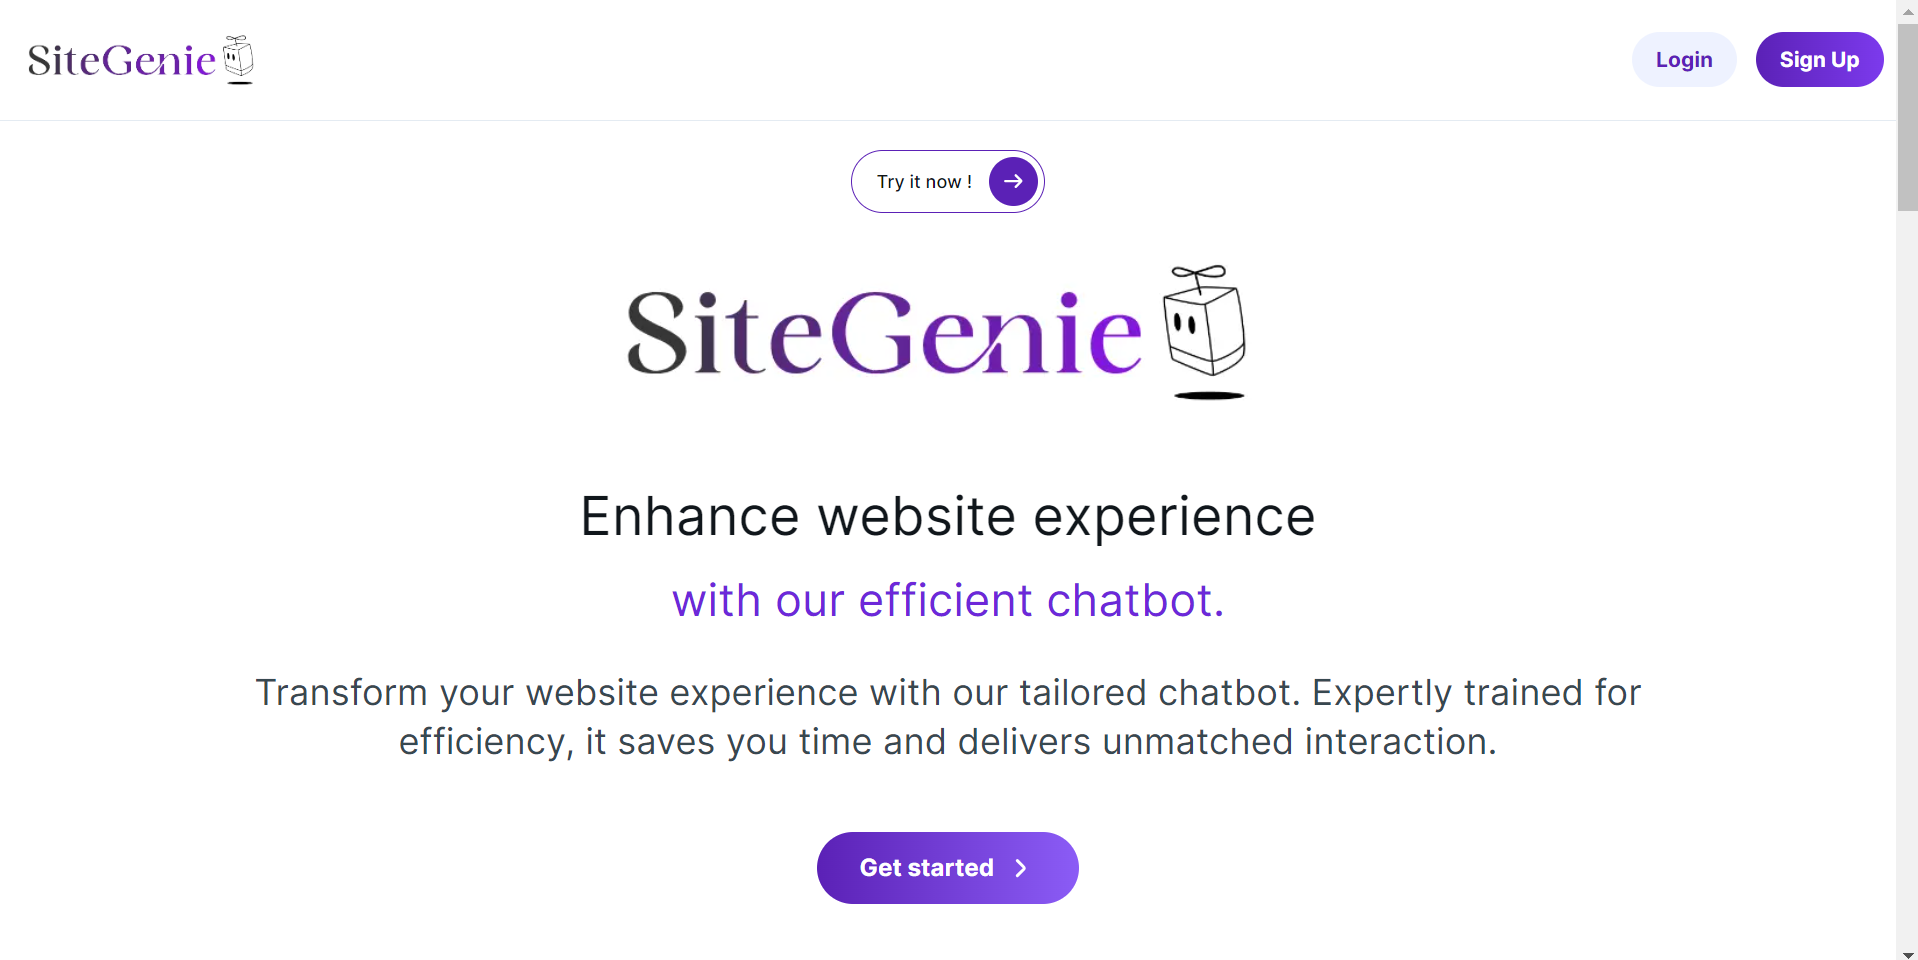 SiteGenie
Login
Sign Up
Try it now !
SiteGenie
Enhance website experience
with our efficient chatbot.
Transform your website experience with our tailored chatbot. Expertly trained for
efficiency, it saves you time and delivers unmatched interaction.
Get started